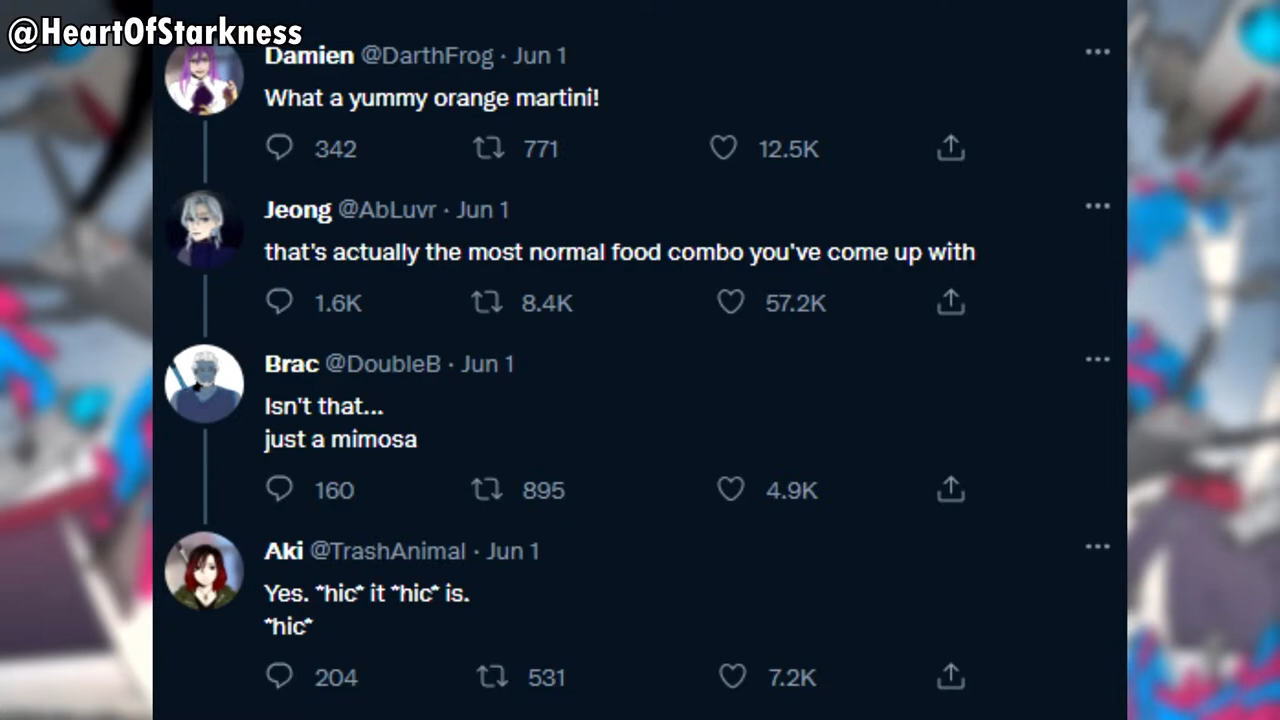 @HeartOfStarkness
Damien @DarthFrog · Jun 1
What a yummy orange martini!
342 771 12.5K
Jeong @AbLuvr · Jun 1
that's actually the most normal food combo you've come up with
1.6K 8.4K 57.2K
Brac @DoubleB · Jun 1
Isn't that...
just a mimosa
160 895 4.9K
Aki @TrashAnimal · Jun 1
Yes. *hic* it *hic* is.
*hic*
204 531 7.2K